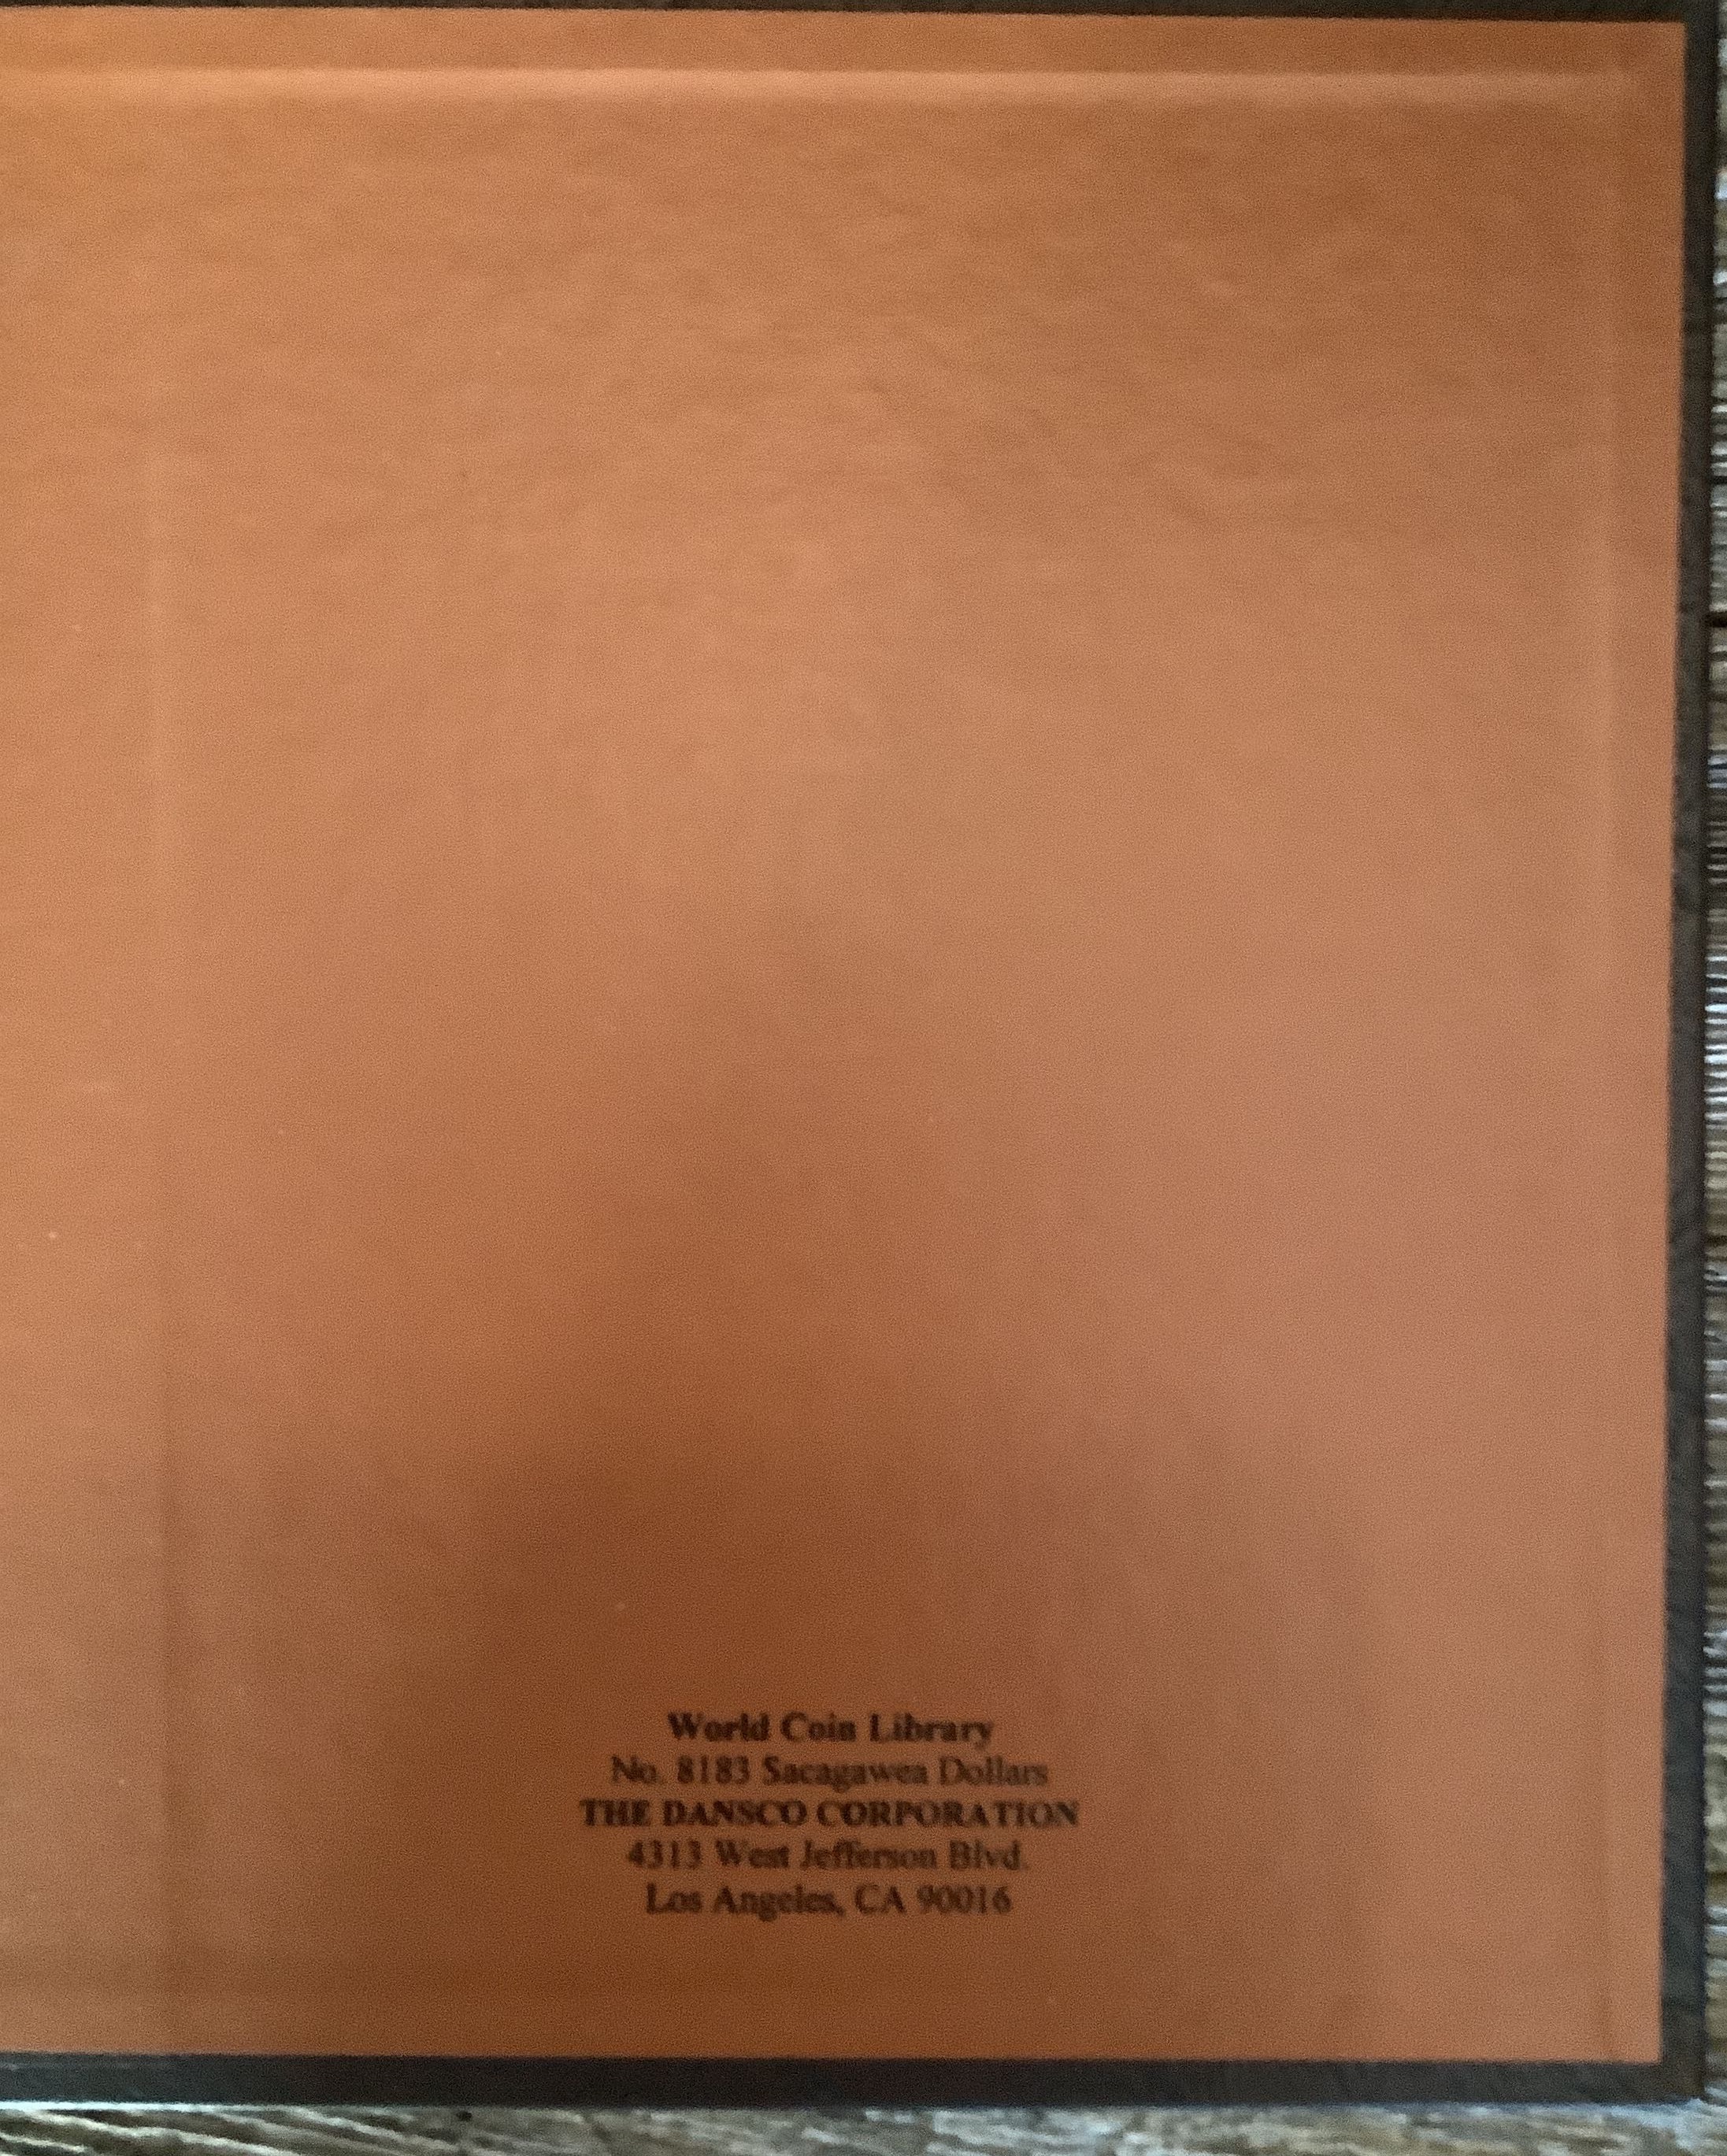 World Coin Library
No. 8183 Sacagawea Dollars
THE DANSCO CORPORATION
4313 West Jefferson Blvd.
Los Angeles, CA 90016